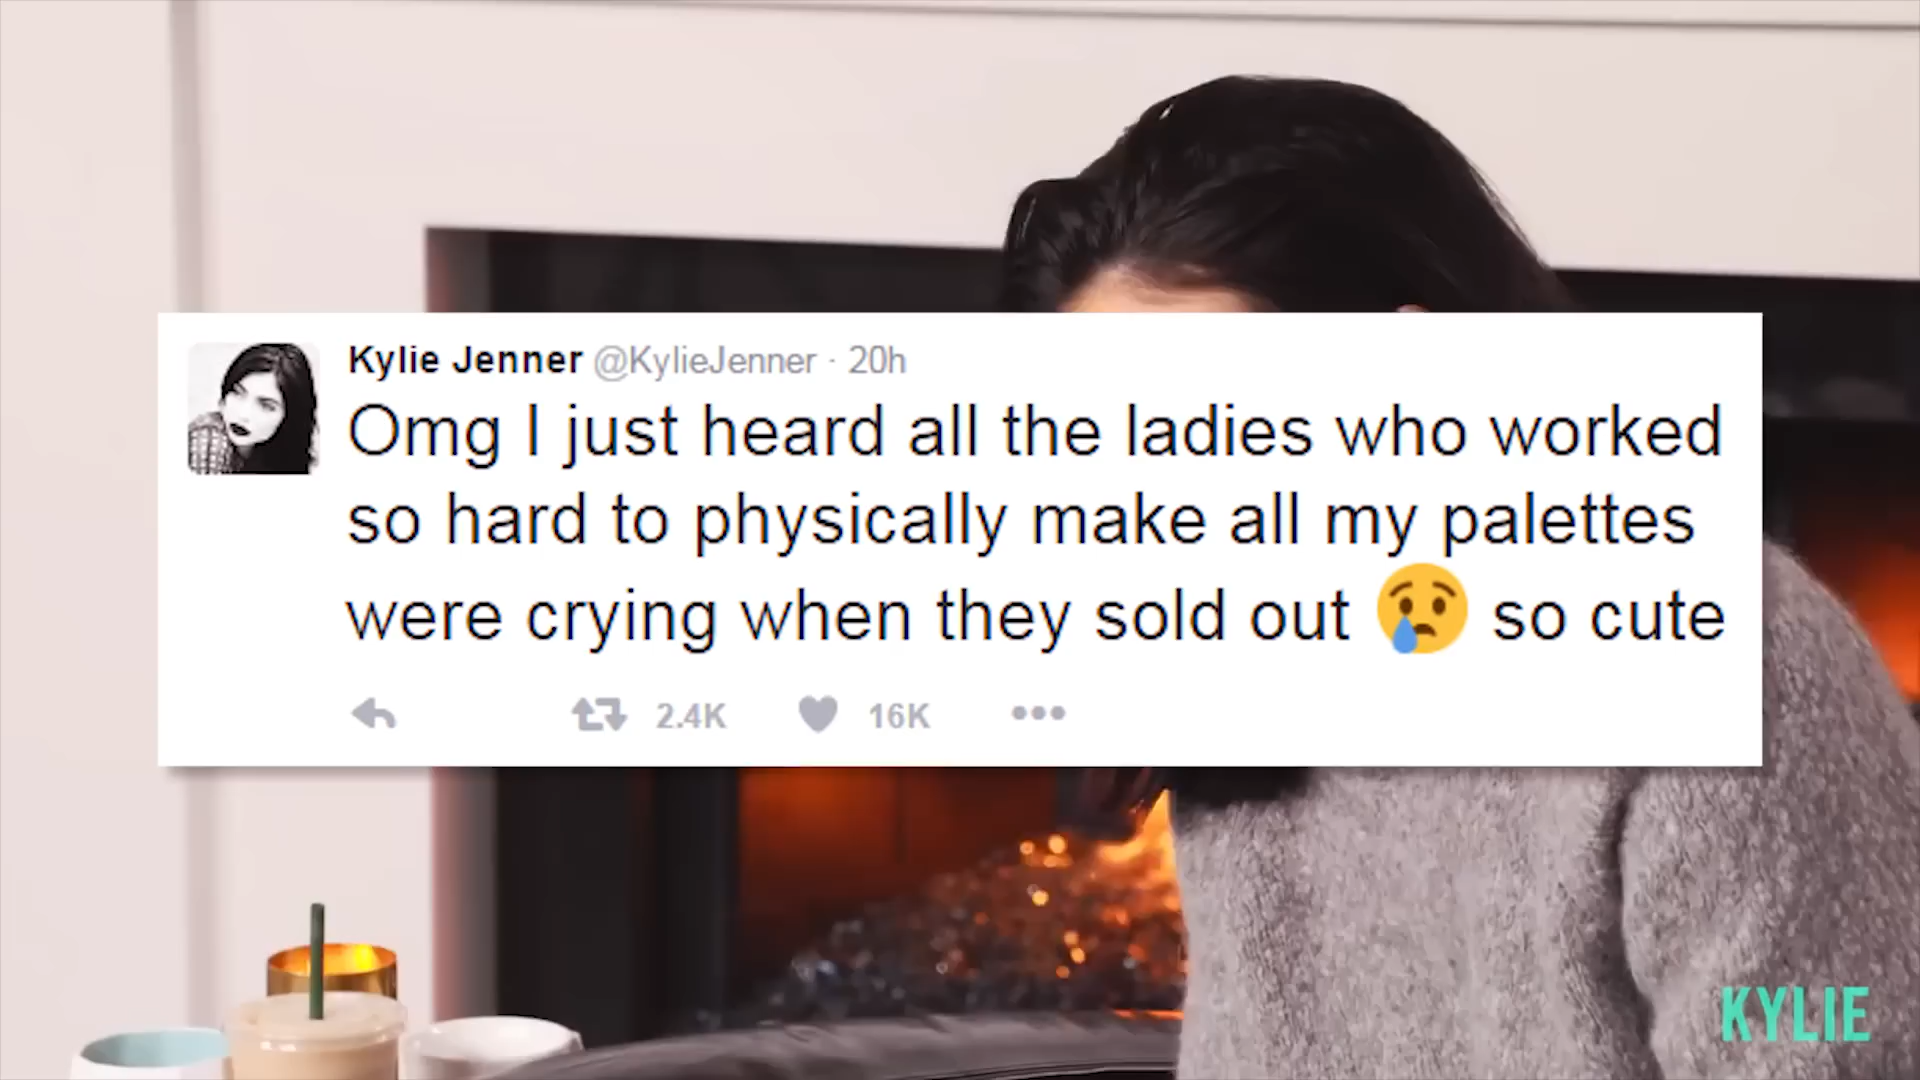 Kylie Jenner @KylieJenner · 20h
Omg I just heard all the ladies who worked
so hard to physically make all my palettes
were crying when they sold out 😢 so cute
2.4K 16K
KYLIE